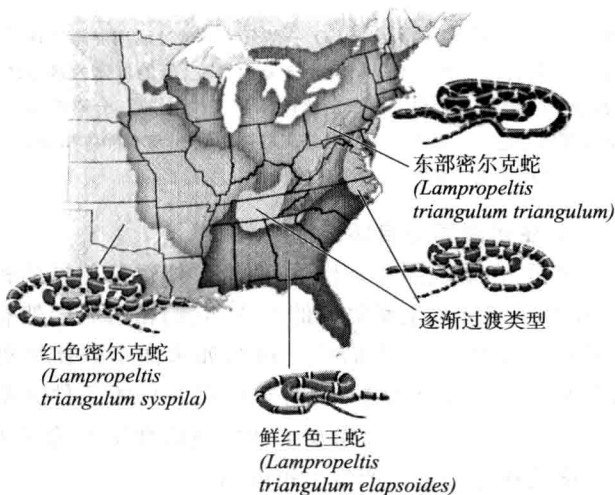 东部密尔克蛇
(Lampropeltis
triangulum triangulum)
逐渐过渡类型
红色密尔克蛇
(Lampropeltis
triangulum syspila)
鲜红色王蛇
(Lampropeltis
triangulum elapsoides)